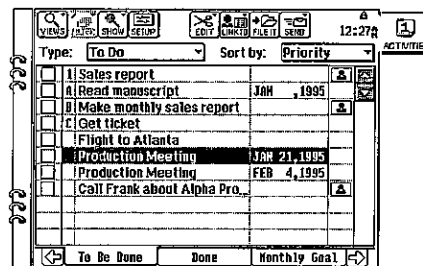 VIEWS FILTER SHOW SETUP EDIT LINKTO FILE IT SEND 12:27a
ACTIVITIES
Type: To Do Sort by: Priority
1 Sales report
A Read manuscript JAN ,1995
B Make monthly sales report
C Get ticket
Flight to Atlanta
Production Meeting JAN 21,1995
Production Meeting FEB 4,1995
Call Frank about Alpha Pro...
To Be Done Done Monthly Goal